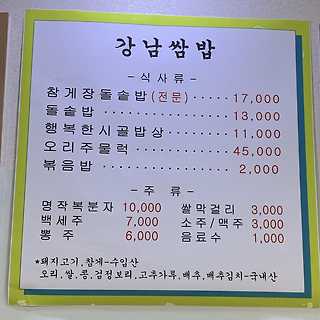 강남쌈밥
- 식 사 류 -
참게장돌솥밥(전문) ······ 17,000
돌솥밥 ··············· 13,000
행복한시골밥상 ········ 11,000
오리주물럭 ··········· 45,000
볶음밥 ··············· 2,000
- 주 류 -
명작복분자 10,000 쌀막걸리 3,000
백세주 7,000 소주/맥주 3,000
뽕 주 6,000 음료수 1,000
*돼지고기,참게-수입산
오리.쌀.콩.검정보리.고추가루.배추.배추김치-국내산